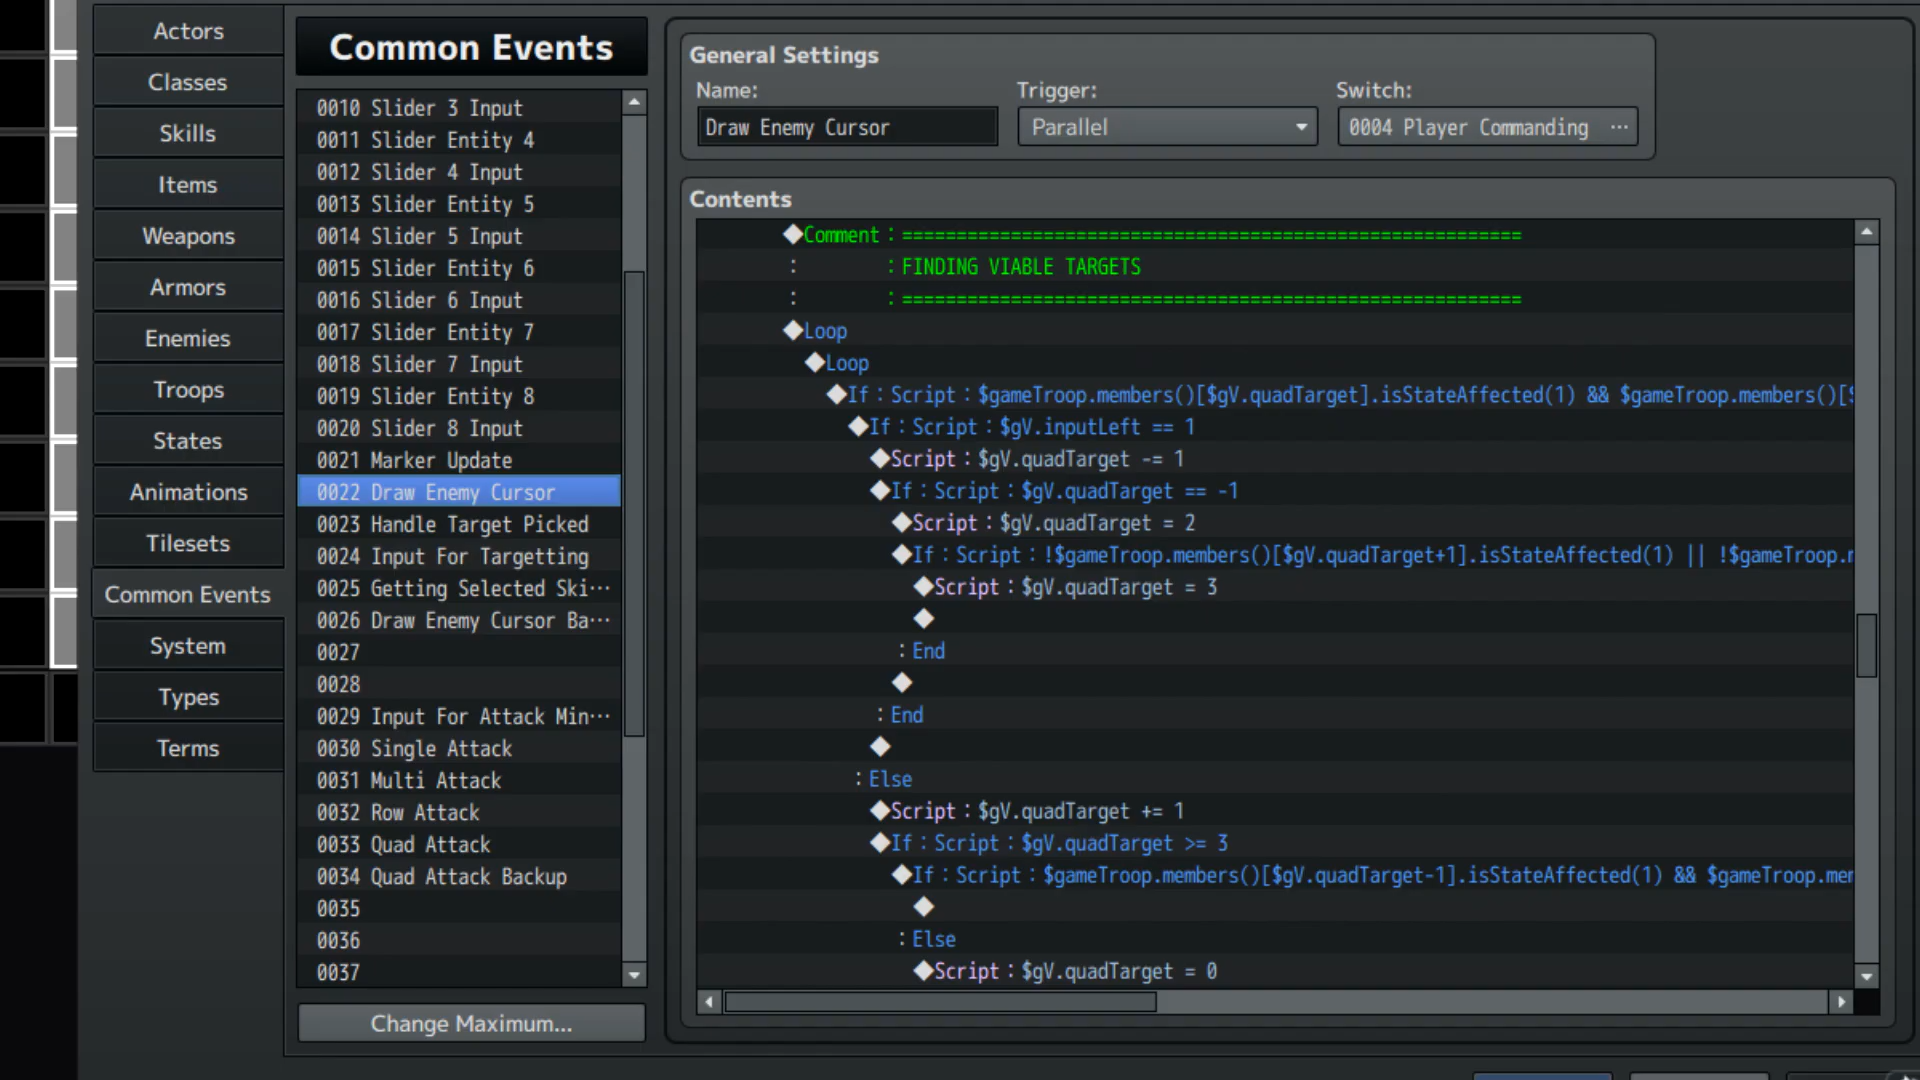 Actors
Classes
Skills
Items
Weapons
Armors
Enemies
Troops
States
Animations
Tilesets
Common Events
System
Types
Terms
Common Events
0010 Slider 3 Input
0011 Slider Entity 4
0012 Slider 4 Input
0013 Slider Entity 5
0014 Slider 5 Input
0015 Slider Entity 6
0016 Slider 6 Input
0017 Slider Entity 7
0018 Slider 7 Input
0019 Slider Entity 8
0020 Slider 8 Input
0021 Marker Update
0022 Draw Enemy Cursor
0023 Handle Target Picked
0024 Input For Targetting
0025 Getting Selected Ski…
0026 Draw Enemy Cursor Ba…
0027
0028
0029 Input For Attack Min…
0030 Single Attack
0031 Multi Attack
0032 Row Attack
0033 Quad Attack
0034 Quad Attack Backup
0035
0036
0037
Change Maximum...
General Settings
Name: Trigger: Switch:
Draw Enemy Cursor Parallel 0004 Player Commanding …
Contents
◆Comment：=========================================================
：：FINDING VIABLE TARGETS
：：=========================================================
◆Loop
◆Loop
◆If：Script：$gameTroop.members()[$gV.quadTarget].isStateAffected(1) && $gameTroop.members()[$
◆If：Script：$gV.inputLeft == 1
◆Script：$gV.quadTarget -= 1
◆If：Script：$gV.quadTarget == -1
◆Script：$gV.quadTarget = 2
◆If：Script：!$gameTroop.members()[$gV.quadTarget+1].isStateAffected(1) || !$gameTroop.m
◆Script：$gV.quadTarget = 3
◆
：End
◆
：End
◆
：Else
◆Script：$gV.quadTarget += 1
◆If：Script：$gV.quadTarget >= 3
◆If：Script：$gameTroop.members()[$gV.quadTarget-1].isStateAffected(1) && $gameTroop.mem
◆
：Else
◆Script：$gV.quadTarget = 0